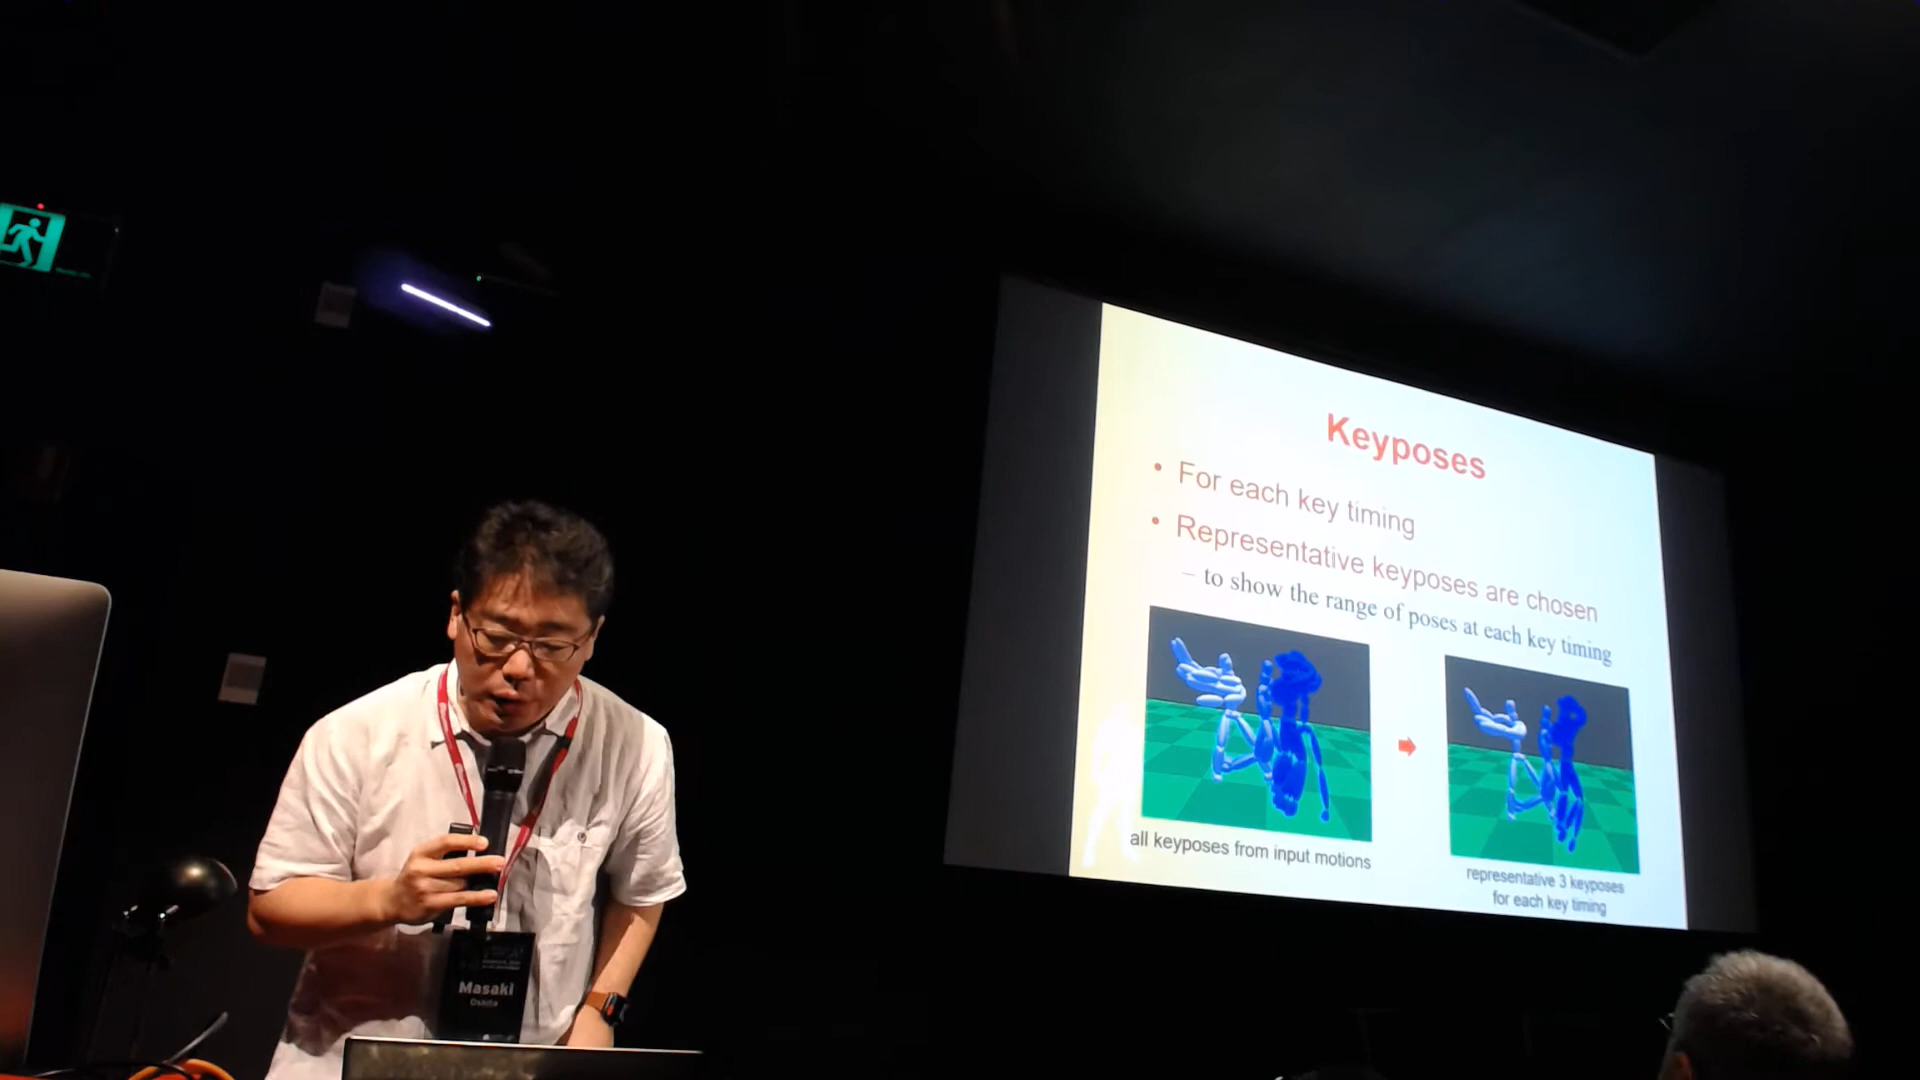 Keyposes
• For each key timing
• Representative keyposes are chosen
– to show the range of poses at each key timing
all keyposes from input motions
representative 3 keyposes
for each key timing
Masaki
Oshita